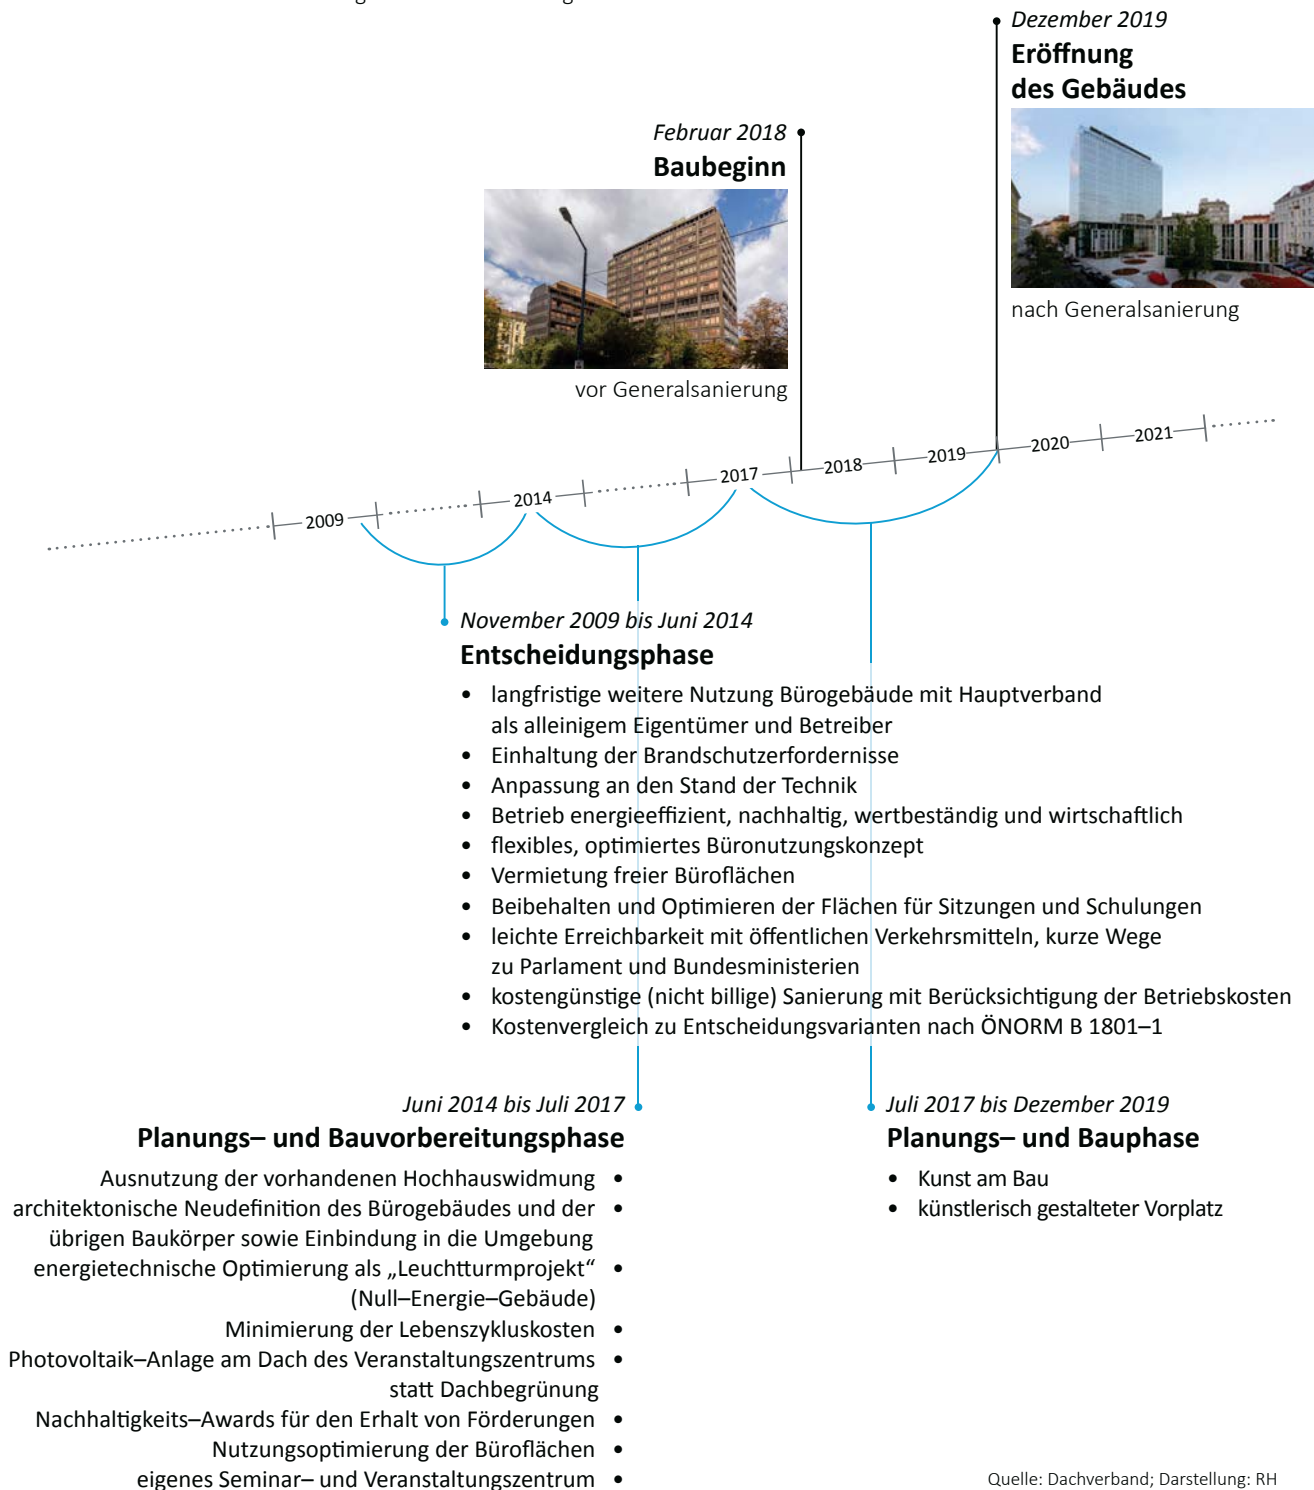 Dezember 2019
Eröffnung
des Gebäudes
nach Generalsanierung
Februar 2018
Baubeginn
vor Generalsanierung
2009
2014
2017
2018
2019
2020
2021
November 2009 bis Juni 2014
Entscheidungsphase
• langfristige weitere Nutzung Bürogebäude mit Hauptverband
als alleinigem Eigentümer und Betreiber
• Einhaltung der Brandschutzerfordernisse
• Anpassung an den Stand der Technik
• Betrieb energieeffizient, nachhaltig, wertbeständig und wirtschaftlich
• flexibles, optimiertes Büronutzungskonzept
• Vermietung freier Büroflächen
• Beibehalten und Optimieren der Flächen für Sitzungen und Schulungen
• leichte Erreichbarkeit mit öffentlichen Verkehrsmitteln, kurze Wege
zu Parlament und Bundesministerien
• kostengünstige (nicht billige) Sanierung mit Berücksichtigung der Betriebskosten
• Kostenvergleich zu Entscheidungsvarianten nach ÖNORM B 1801–1
Juni 2014 bis Juli 2017
Planungs– und Bauvorbereitungsphase
Ausnutzung der vorhandenen Hochhauswidmung •
architektonische Neudefinition des Bürogebäudes und der •
übrigen Baukörper sowie Einbindung in die Umgebung
energietechnische Optimierung als „Leuchtturmprojekt“ •
(Null–Energie–Gebäude)
Minimierung der Lebenszykluskosten •
Photovoltaik–Anlage am Dach des Veranstaltungszentrums •
statt Dachbegrünung
Nachhaltigkeits–Awards für den Erhalt von Förderungen •
Nutzungsoptimierung der Büroflächen •
eigenes Seminar– und Veranstaltungszentrum •
Juli 2017 bis Dezember 2019
Planungs– und Bauphase
• Kunst am Bau
• künstlerisch gestalteter Vorplatz
Quelle: Dachverband; Darstellung: RH